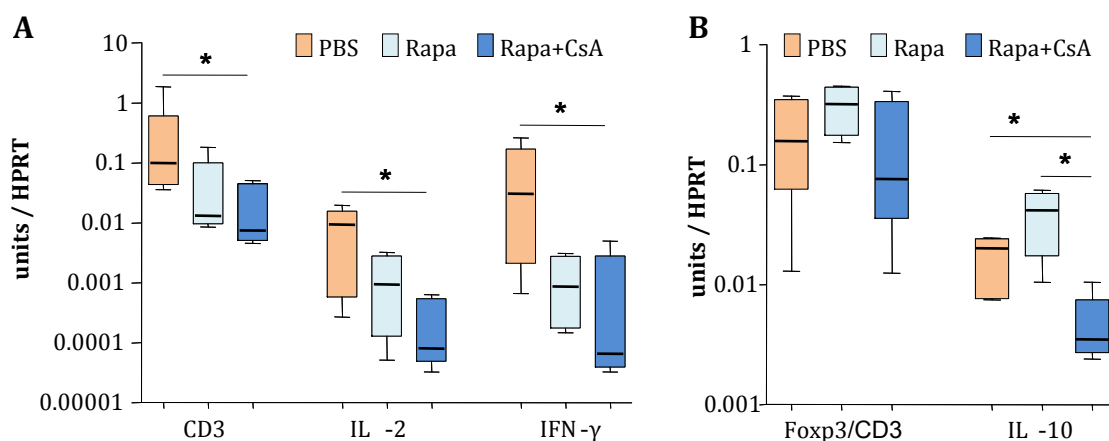 A
PBS Rapa Rapa+CsA
units / HPRT
10
1
0.1
0.01
0.001
0.0001
0.00001
*
*
*
CD3 IL -2 IFN-γ
B
PBS Rapa Rapa+CsA
units / HPRT
1
0.1
0.01
0.001
*
*
Foxp3/CD3 IL -10